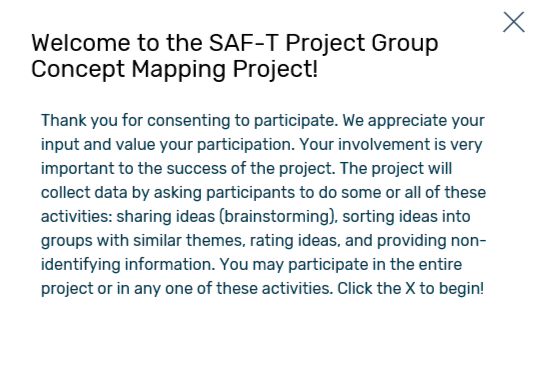 Welcome to the SAF-T Project Group
Concept Mapping Project!
Thank you for consenting to participate. We appreciate your
input and value your participation. Your involvement is very
important to the success of the project. The project will
collect data by asking participants to do some or all of these
activities: sharing ideas (brainstorming), sorting ideas into
groups with similar themes, rating ideas, and providing non-
identifying information. You may participate in the entire
project or in any one of these activities. Click the X to begin!